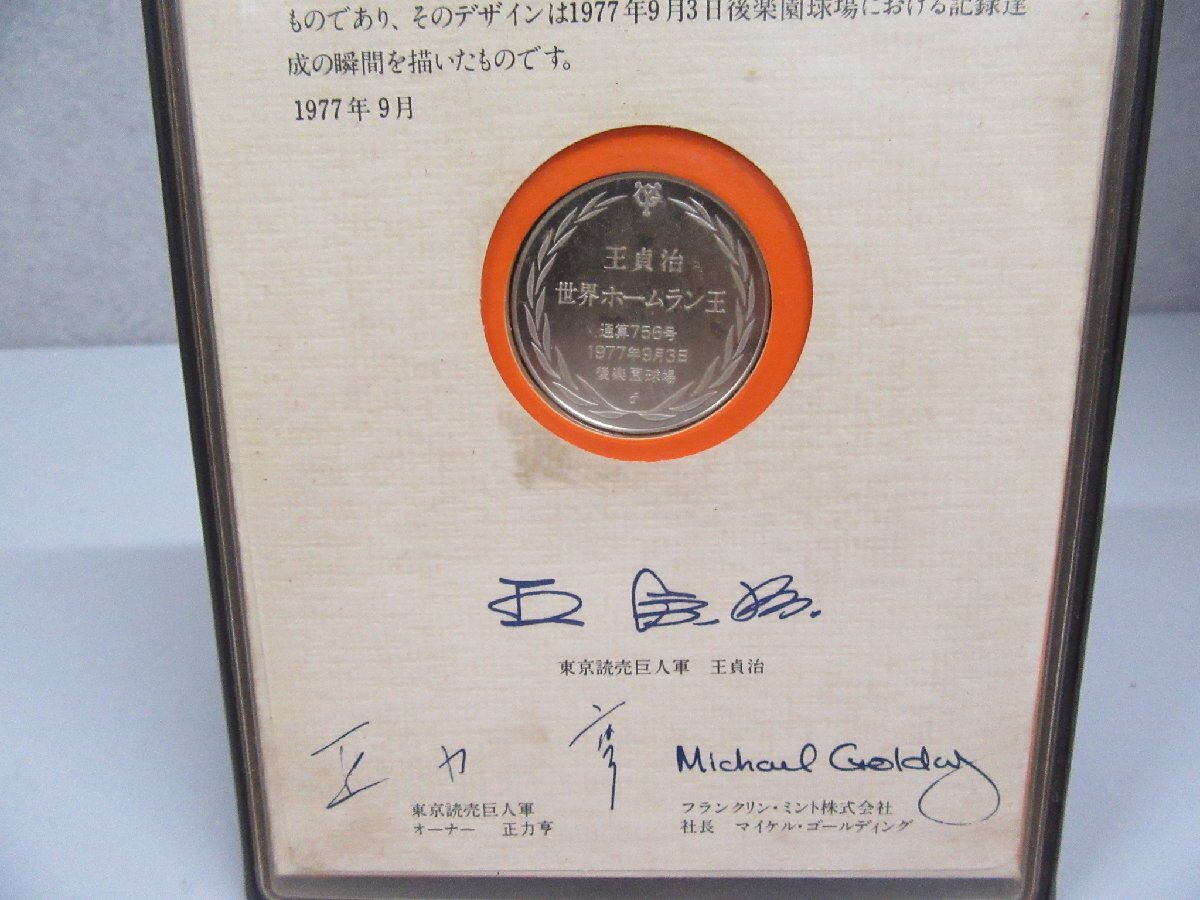 ものであり、そのデザインは1977年9月3日後楽園球場における記録達
成の瞬間を描いたものです。
1977年9月
王貞治
世界ホームラン王
通算756号
1977年9月3日
後楽園球場
王貞治
東京読売巨人軍 王貞治
正力亨
東京読売巨人軍
オーナー 正力亨
Michael Golding
フランクリン・ミント株式会社
社長 マイケル・ゴールディング